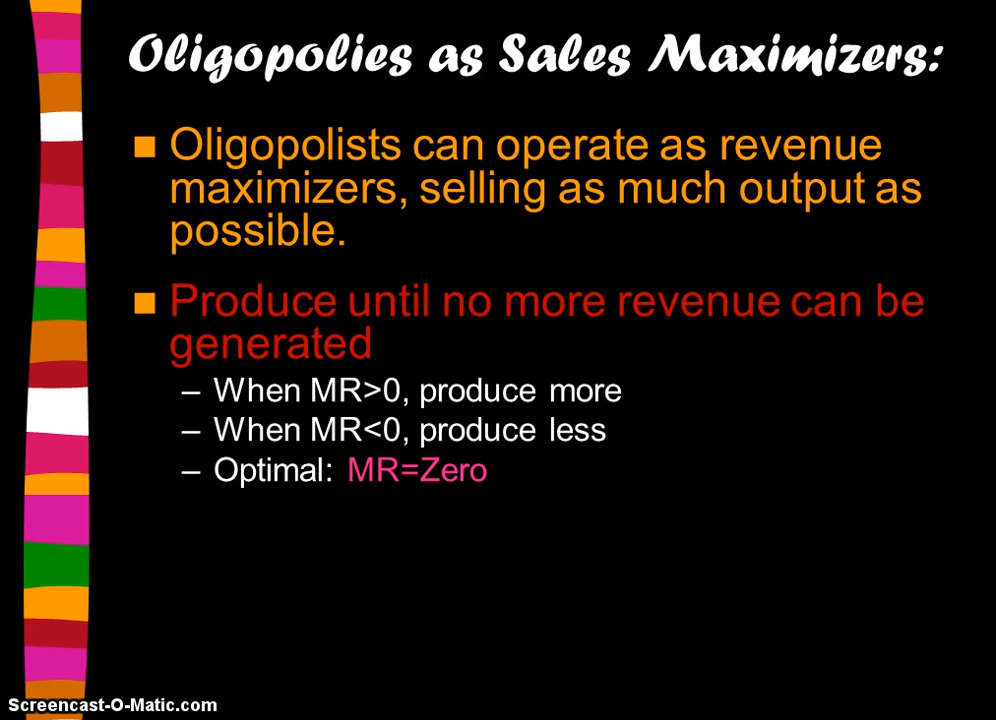 Oligopolies as Sales Maximizers:
Oligopolists can operate as revenue
maximizers, selling as much output as
possible.
Produce until no more revenue can be
generated
– When MR>0, produce more
– When MR<0, produce less
– Optimal: MR=Zero
Screencast-O-Matic.com